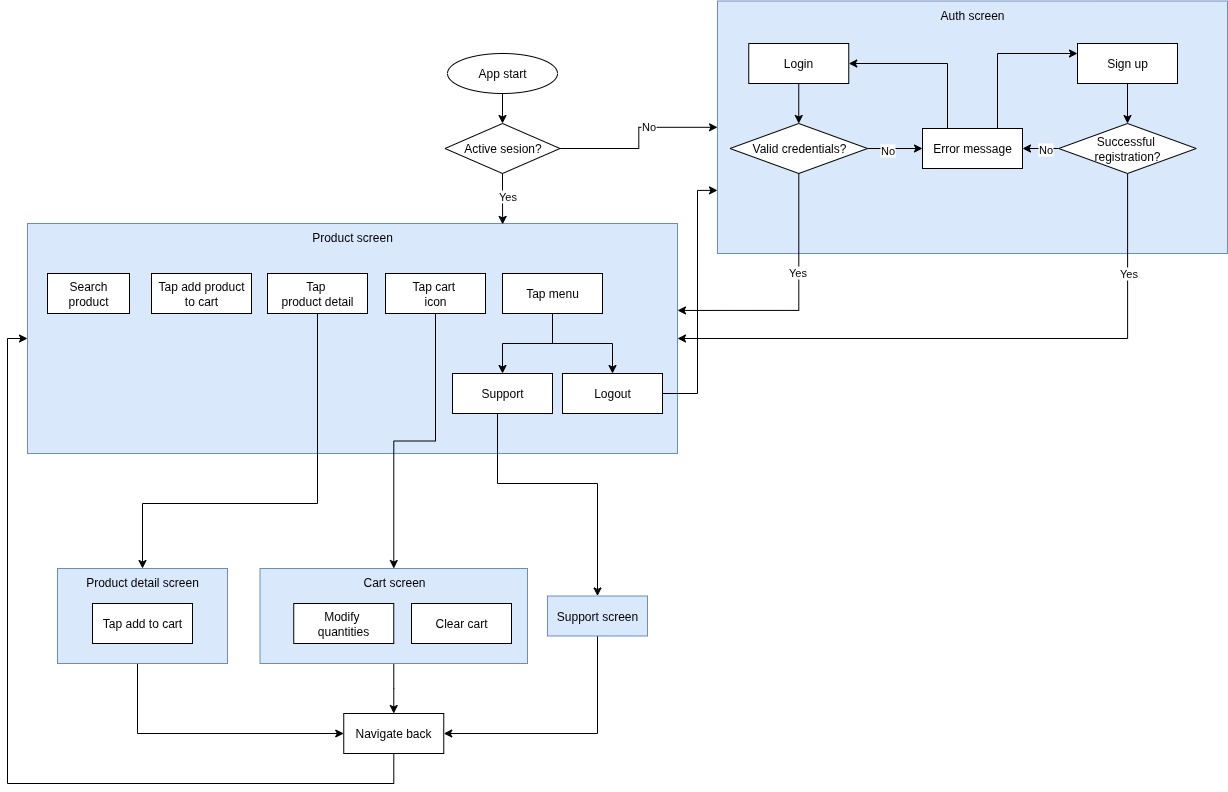 Auth screen
App start
Login
Sign up
Active sesion?
No
Valid credentials?
No
Error message
No
Successful
registration?
Yes
Product screen
Yes
Yes
Search
product
Tap add product
to cart
Tap
product detail
Tap cart
icon
Tap menu
Support
Logout
Product detail screen
Tap add to cart
Cart screen
Modify
quantities
Clear cart
Support screen
Navigate back